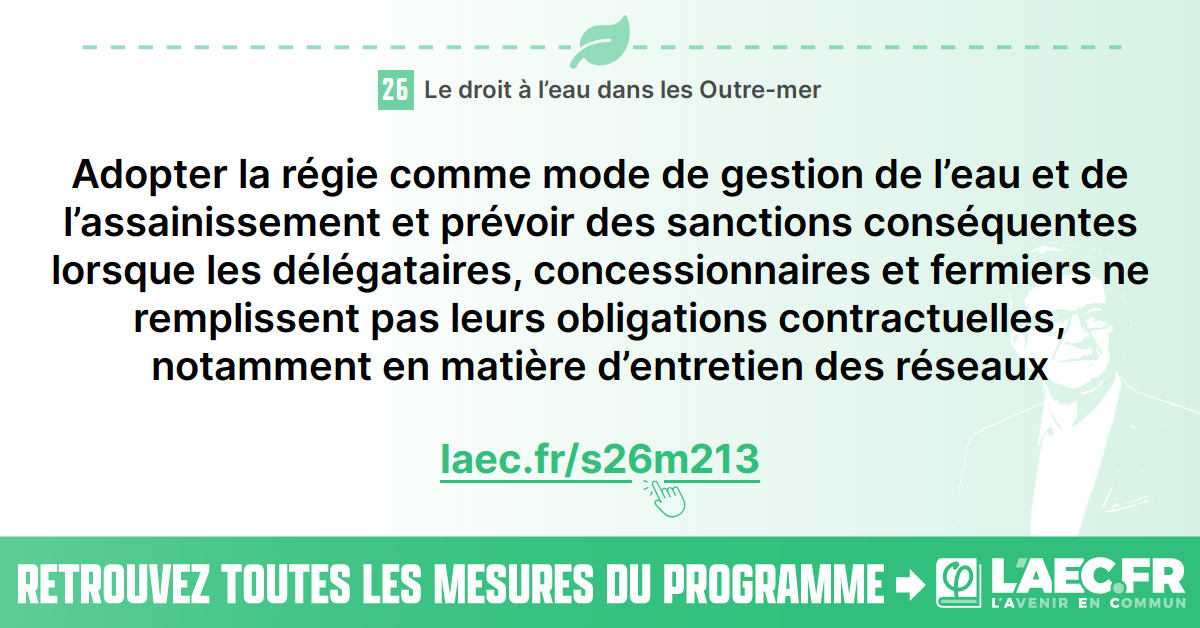 26 Le droit à l’eau dans les Outre-mer
Adopter la régie comme mode de gestion de l’eau et de
l’assainissement et prévoir des sanctions conséquentes
lorsque les délégataires, concessionnaires et fermiers ne
remplissent pas leurs obligations contractuelles,
notamment en matière d’entretien des réseaux
laec.fr/s26m213
RETROUVEZ TOUTES LES MESURES DU PROGRAMME
L’AEC.FR
L’AVENIR EN COMMUN